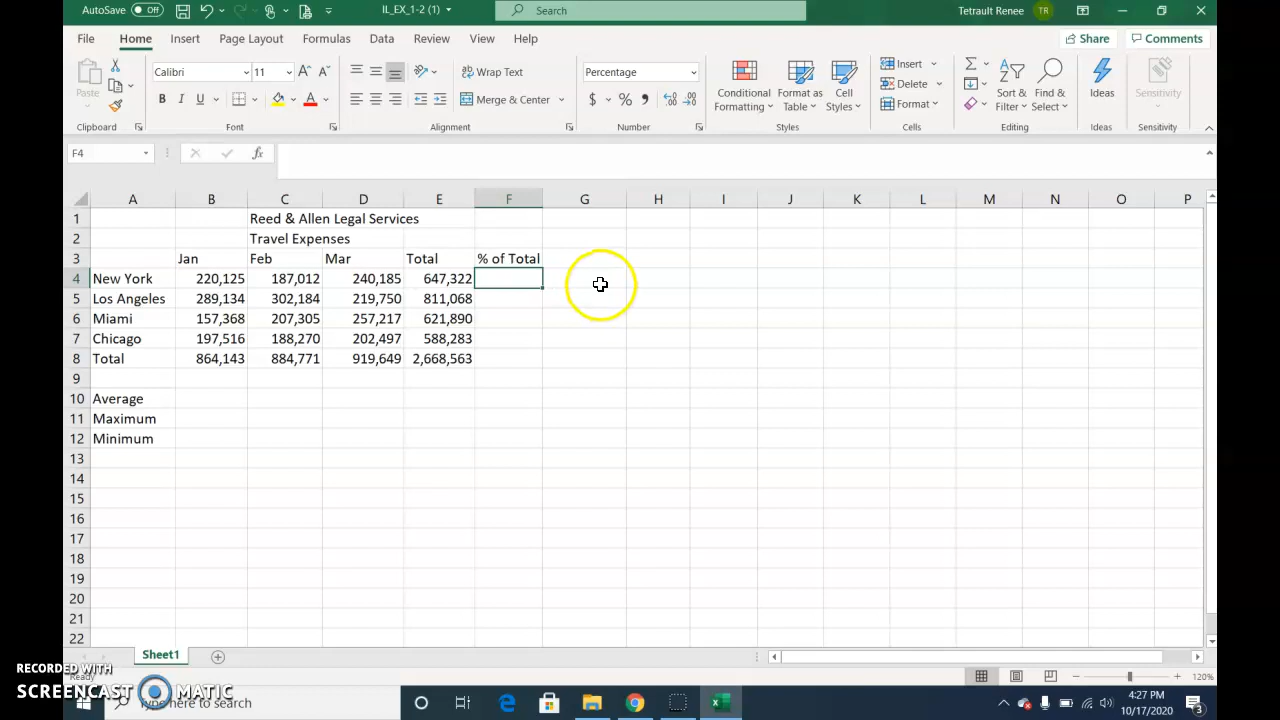 AutoSave Off IL_EX_1-2 (1) Search Tetrault Renee TR
File Home Insert Page Layout Formulas Data Review View Help Share Comments
Paste Calibri 11 A A Wrap Text Percentage Conditional Formatting Format as Table Cell Styles Insert Delete Format Sort & Filter Find & Select Ideas Sensitivity
B I U A Merge & Center $ % ,
Clipboard Font Alignment Number Styles Cells Editing Ideas Sensitivity
F4 fx
A B C D E F G H I J K L M N O P
1 Reed & Allen Legal Services
2 Travel Expenses
3 Jan Feb Mar Total % of Total
4 New York 220,125 187,012 240,185 647,322
5 Los Angeles 289,134 302,184 219,750 811,068
6 Miami 157,368 207,305 257,217 621,890
7 Chicago 197,516 188,270 202,497 588,283
8 Total 864,143 884,771 919,649 2,668,563
9
10 Average
11 Maximum
12 Minimum
13
14
15
16
17
18
19
20
21
22
Sheet1
Ready 120%
RECORDED WITH
SCREENCAST MATIC
Type here to search 4:27 PM
10/17/2020 3